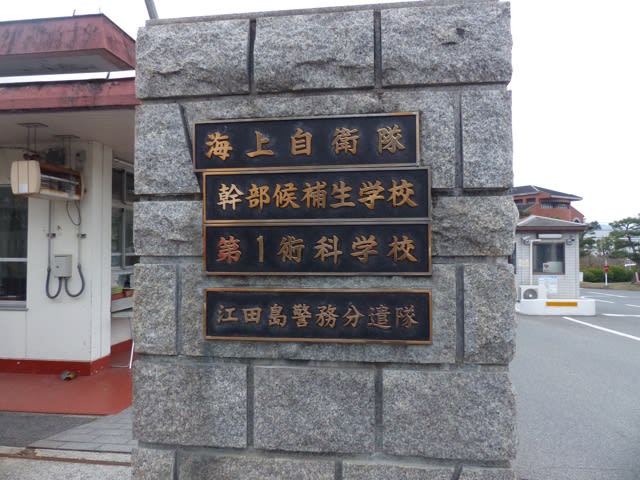 海上自衛隊
幹部候補生学校
第1術科学校
江田島警務分遣隊